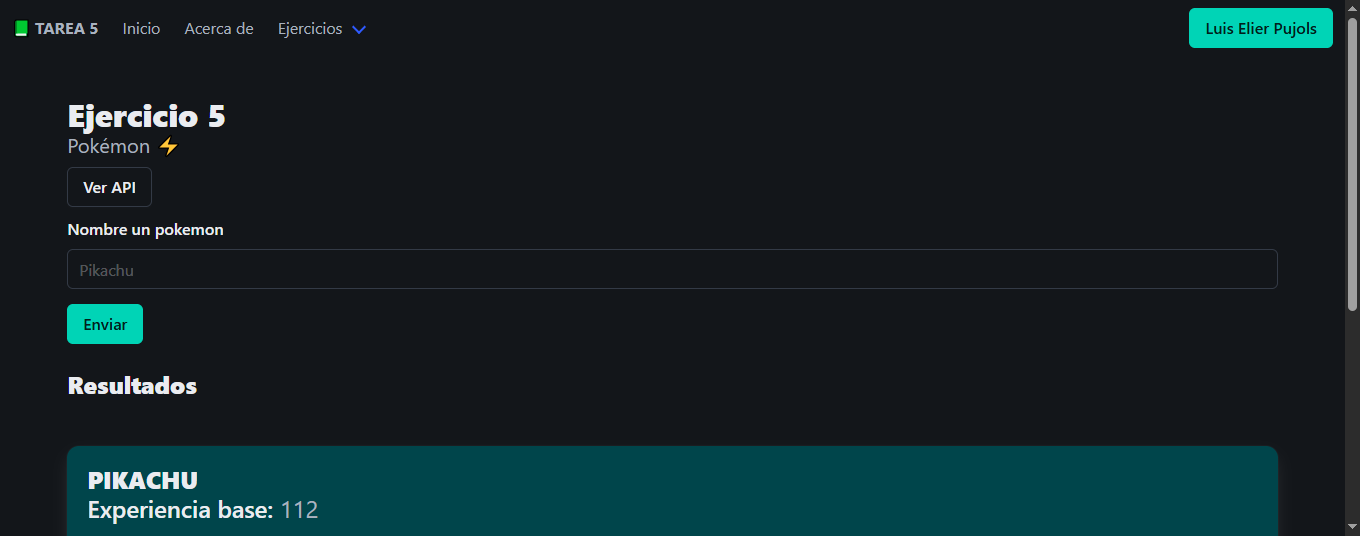 TAREA 5 Inicio Acerca de Ejercicios Luis Elier Pujols
Ejercicio 5
Pokémon ⚡
Ver API
Nombre un pokemon
Pikachu
Enviar
Resultados
PIKACHU
Experiencia base: 112